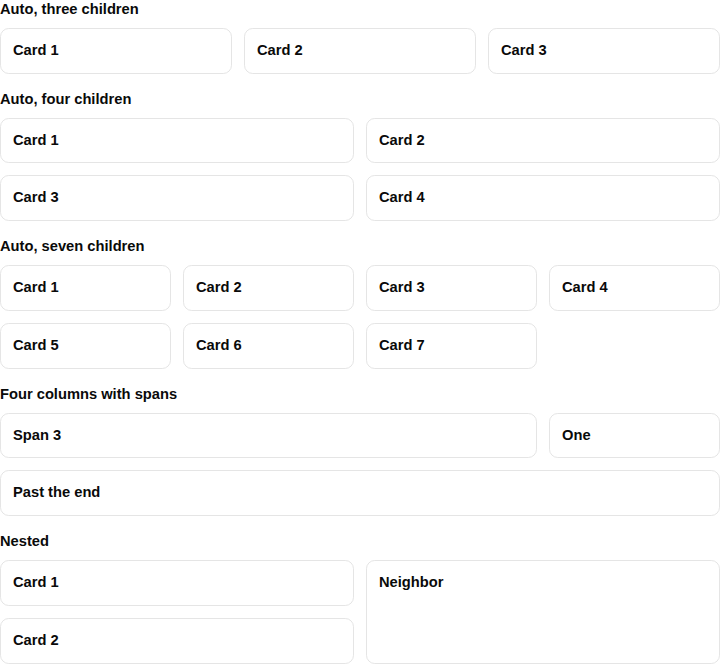 Auto, three children
Card 1 Card 2 Card 3
Auto, four children
Card 1 Card 2
Card 3 Card 4
Auto, seven children
Card 1 Card 2 Card 3 Card 4
Card 5 Card 6 Card 7
Four columns with spans
Span 3 One
Past the end
Nested
Card 1 Neighbor
Card 2